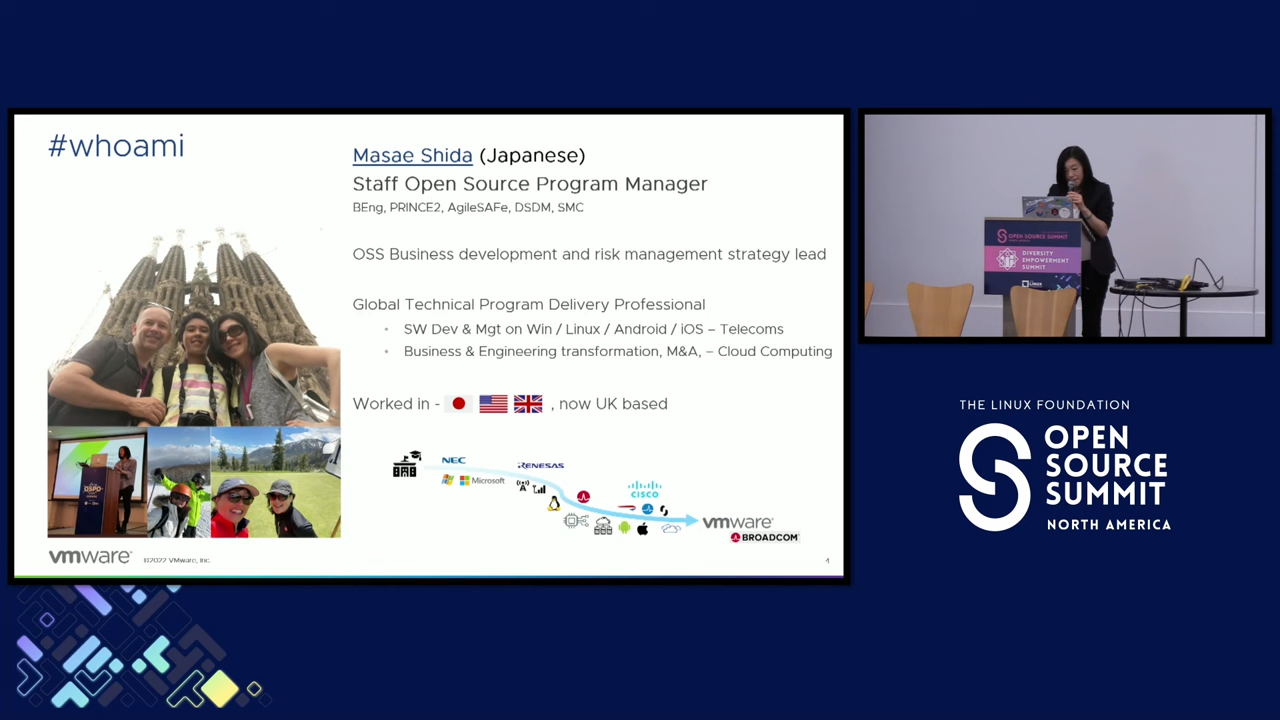 #whoami
Masae Shida (Japanese)
Staff Open Source Program Manager
BEng, PRINCE2, AgileSAFe, DSDM, SMC
OSS Business development and risk management strategy lead
Global Technical Program Delivery Professional
• SW Dev & Mgt on Win / Linux / Android / iOS – Telecoms
• Business & Engineering transformation, M&A, – Cloud Computing
Worked in - , now UK based
NEC
RENESAS
Microsoft
CISCO
vmware
BROADCOM
OSPO
vmware
©2022 VMware, Inc.
4
OPEN SOURCE SUMMIT
DIVERSITY
EMPOWERMENT
SUMMIT
LINUX
THE LINUX FOUNDATION
OPEN
SOURCE
SUMMIT
NORTH AMERICA